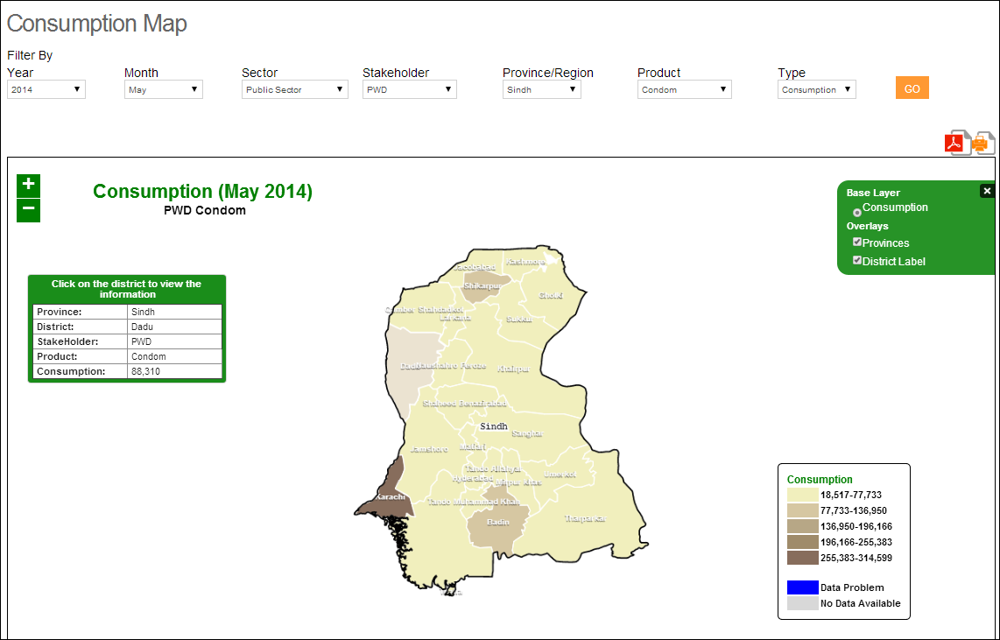 Consumption Map
Filter By
Year Month Sector Stakeholder Province/Region Product Type
2014 May Public Sector PWD Sindh Condom Consumption GO
Consumption (May 2014)
PWD Condom
Base Layer
Consumption
Overlays
Provinces
District Label
Click on the district to view the
information
Province: Sindh
District: Dadu
StakeHolder: PWD
Product: Condom
Consumption: 88,310
Jacobabad Kashmore
Shikarpur
Ghotki
Qamber Shahdadkot
Larkana Sukkur
Dadu Naushahro Feroze Khairpur
Shaheed Benazirabad
Sindh
Sanghar
Jamshoro Matiari
Tando Allahyar
Hyderabad Mirpur Khas Umerkot
Karachi Tando Muhammad Khan
Badin Tharparkar
Consumption
18,517-77,733
77,733-136,950
136,950-196,166
196,166-255,383
255,383-314,599
Data Problem
No Data Available